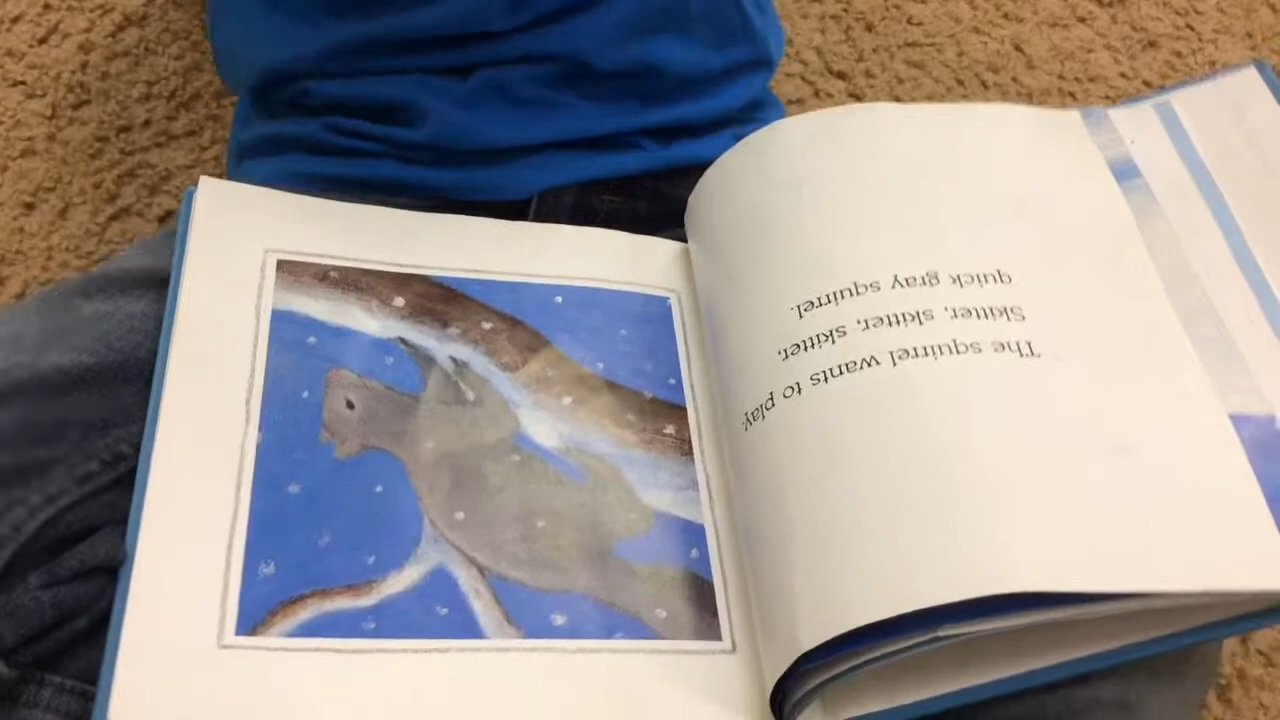 The squirrel wants to play.
Skitter, skitter, skitter,
quick gray squirrel.